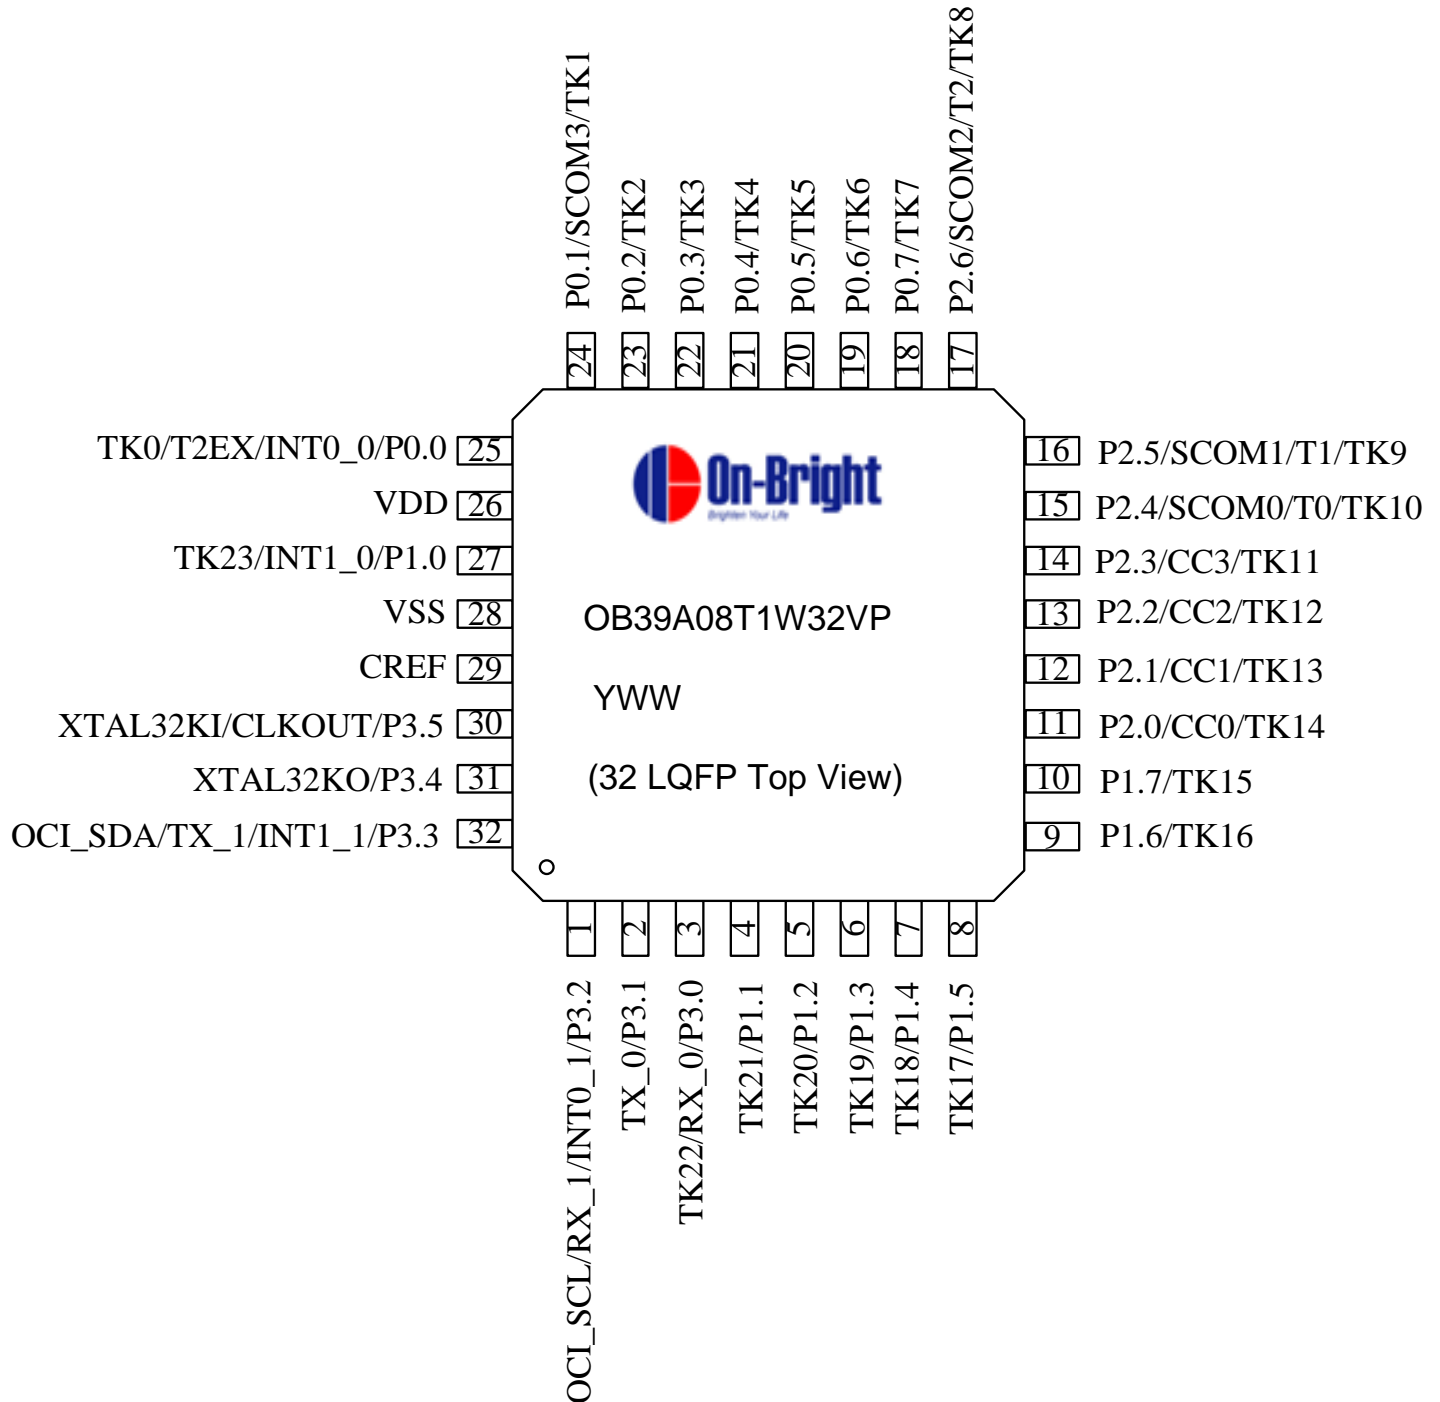 P0.1/SCOM3/TK1
P0.2/TK2
P0.3/TK3
P0.4/TK4
P0.5/TK5
P0.6/TK6
P0.7/TK7
P2.6/SCOM2/T2/TK8
24
23
22
21
20
19
18
17
TK0/T2EX/INT0_0/P0.0 25
VDD 26
TK23/INT1_0/P1.0 27
VSS 28
CREF 29
XTAL32KI/CLKOUT/P3.5 30
XTAL32KO/P3.4 31
OCI_SDA/TX_1/INT1_1/P3.3 32
On-Bright
Brighten Your Life
OB39A08T1W32VP
YWW
(32 LQFP Top View)
16 P2.5/SCOM1/T1/TK9
15 P2.4/SCOM0/T0/TK10
14 P2.3/CC3/TK11
13 P2.2/CC2/TK12
12 P2.1/CC1/TK13
11 P2.0/CC0/TK14
10 P1.7/TK15
9 P1.6/TK16
1
2
3
4
5
6
7
8
OCI_SCL/RX_1/INT0_1/P3.2
TX_0/P3.1
TK22/RX_0/P3.0
TK21/P1.1
TK20/P1.2
TK19/P1.3
TK18/P1.4
TK17/P1.5